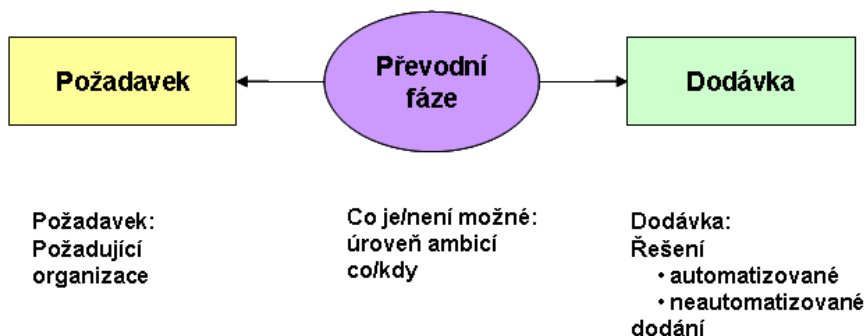 Požadavek
Převodní
fáze
Dodávka
Požadavek:
Požadující
organizace
Co je/není možné:
úroveň ambicí
co/kdy
Dodávka:
Řešení
• automatizované
• neautomatizované
dodání